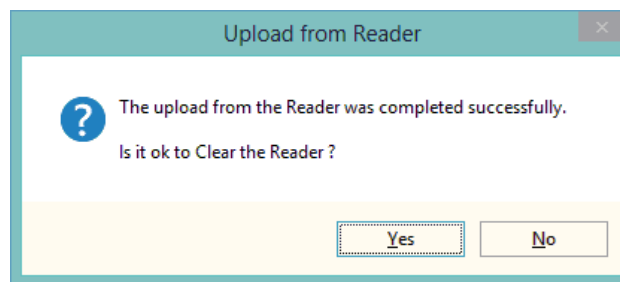 Upload from Reader
The upload from the Reader was completed successfully.
Is it ok to Clear the Reader ?
Yes
No